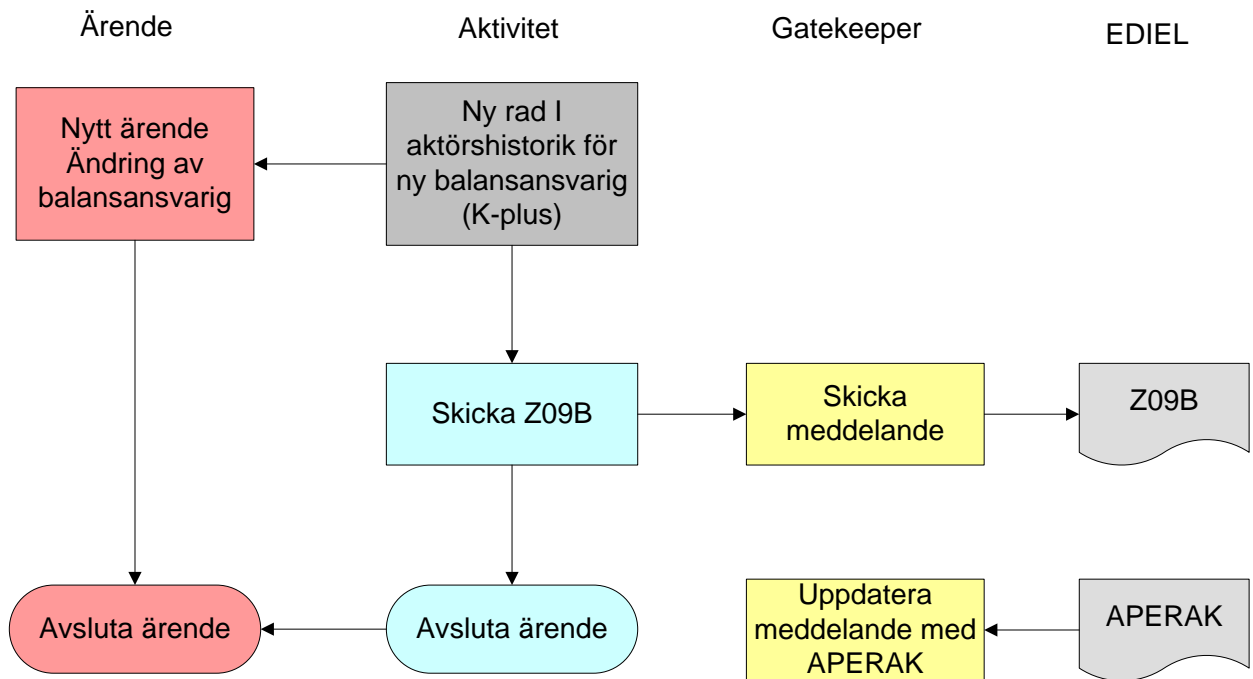 Ärende
Aktivitet
Gatekeeper
EDIEL
Nytt ärende
Ändring av
balansansvarig
Ny rad I
aktörshistorik för
ny balansansvarig
(K-plus)
Skicka Z09B
Skicka
meddelande
Z09B
Avsluta ärende
Avsluta ärende
Uppdatera
meddelande med
APERAK
APERAK